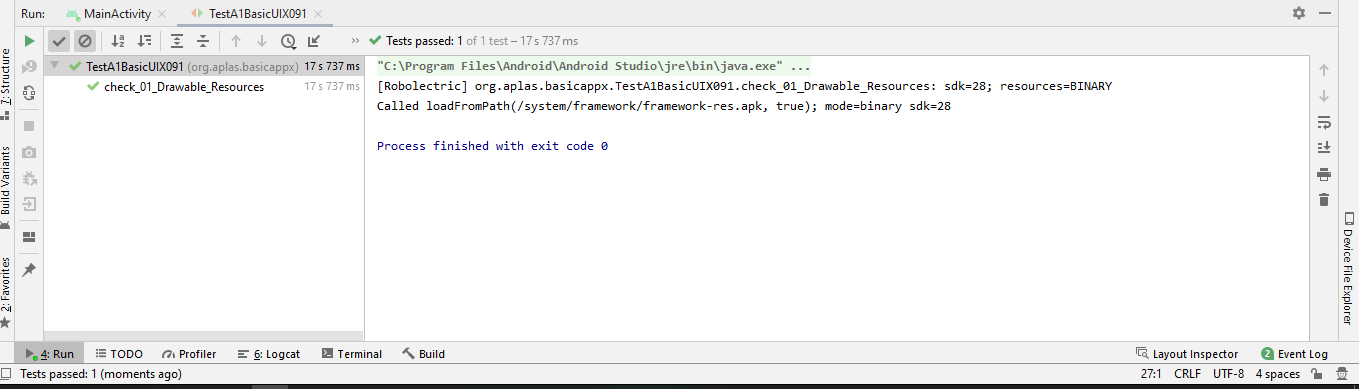 Run: MainActivity TestA1BasicUIX091
Tests passed: 1 of 1 test – 17 s 737 ms
TestA1BasicUIX091 (org.aplas.basicappx) 17 s 737 ms
check_01_Drawable_Resources 17 s 737 ms
"C:\Program Files\Android\Android Studio\jre\bin\java.exe" ...
[Robolectric] org.aplas.basicappx.TestA1BasicUIX091.check_01_Drawable_Resources: sdk=28; resources=BINARY
Called loadFromPath(/system/framework/framework-res.apk, true); mode=binary sdk=28
Process finished with exit code 0
7: Structure
Build Variants
2: Favorites
Device File Explorer
4: Run TODO Profiler 6: Logcat Terminal Build Layout Inspector 2 Event Log
Tests passed: 1 (moments ago) 27:1 CRLF UTF-8 4 spaces